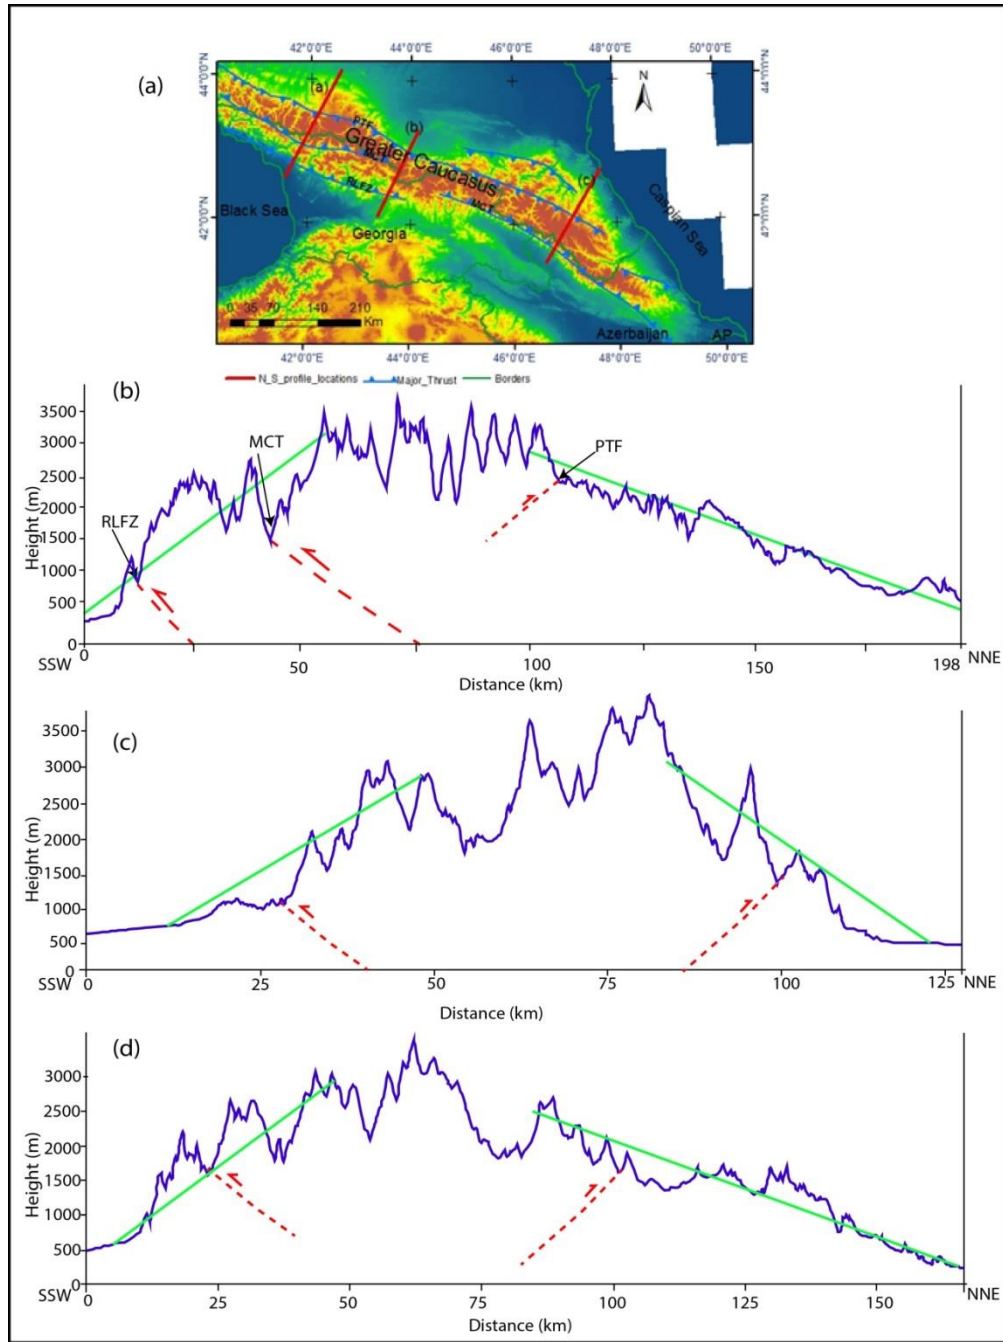 (a)
42°0'0"E 44°0'0"E 46°0'0"E 48°0'0"E 50°0'0"E
44°0'0"N 44°0'0"N
N
(a)
PTF
(b)
Greater Caucasus
MCT
RLFZ
(c)
MCT
Black Sea
Caspian Sea
42°0'0"N 42°0'0"N
Georgia
0 35 70 140 210
Km
Azerbaijan AP
42°0'0"E 44°0'0"E 46°0'0"E 48°0'0"E 50°0'0"E
N_S_profile_locations Major_Thrust Borders
(b)
Height (m)
3500
3000
2500
2000
1500
1000
500
0
RLFZ
MCT
PTF
SSW 0 50 100 150 198 NNE
Distance (km)
(c)
Height (m)
3500
3000
2500
2000
1500
1000
500
0
SSW 0 25 50 75 100 125 NNE
Distance (km)
(d)
Height (m)
3000
2500
2000
1500
1000
500
0
SSW 0 25 50 75 100 125 150 NNE
Distance (km)